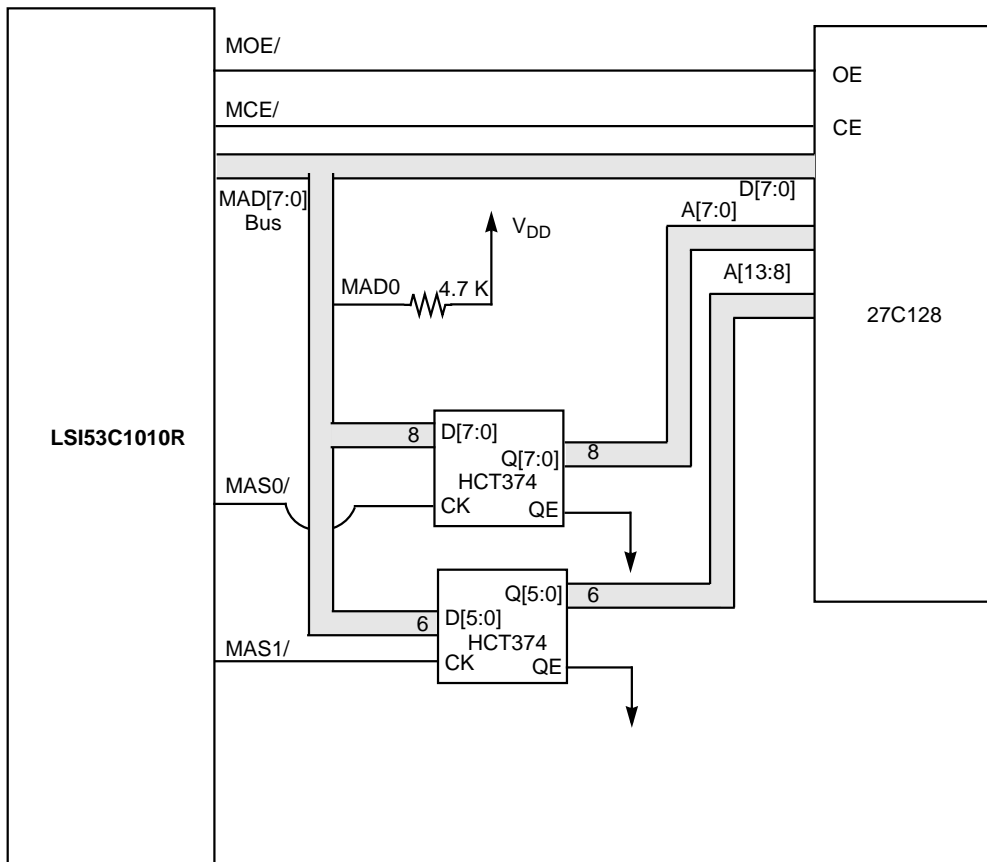 MOE/
OE
MCE/
CE
MAD[7:0]
Bus
D[7:0]
A[7:0]
VDD
A[13:8]
MAD0
4.7 K
27C128
LSI53C1010R
8
D[7:0]
Q[7:0]
8
HCT374
MAS0/
CK
QE
Q[5:0]
6
6
D[5:0]
HCT374
MAS1/
CK
QE